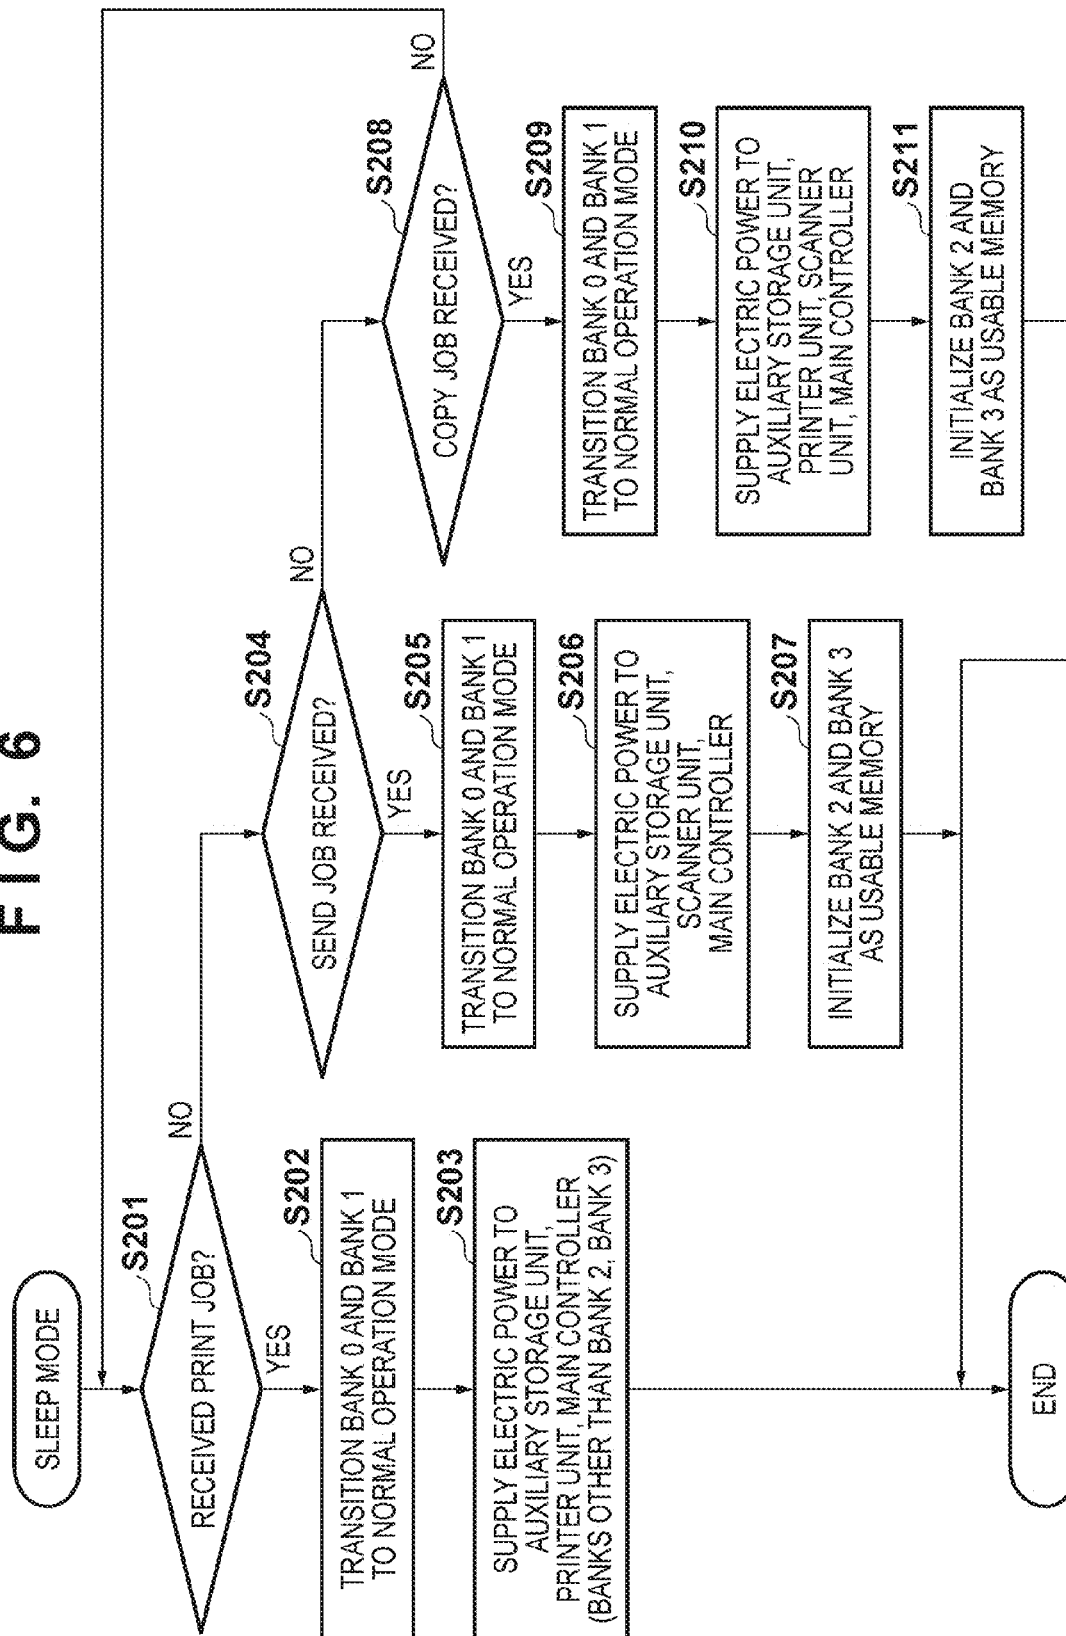 FIG. 6
SLEEP MODE
S201
RECEIVED PRINT JOB?
NO
YES
S202
TRANSITION BANK 0 AND BANK 1
TO NORMAL OPERATION MODE
S203
SUPPLY ELECTRIC POWER TO
AUXILIARY STORAGE UNIT,
PRINTER UNIT, MAIN CONTROLLER
(BANKS OTHER THAN BANK 2, BANK 3)
S204
SEND JOB RECEIVED?
NO
YES
S205
TRANSITION BANK 0 AND BANK 1
TO NORMAL OPERATION MODE
S206
SUPPLY ELECTRIC POWER TO
AUXILIARY STORAGE UNIT,
SCANNER UNIT,
MAIN CONTROLLER
S207
INITIALIZE BANK 2 AND BANK 3
AS USABLE MEMORY
S208
COPY JOB RECEIVED?
NO
YES
S209
TRANSITION BANK 0 AND BANK 1
TO NORMAL OPERATION MODE
S210
SUPPLY ELECTRIC POWER TO
AUXILIARY STORAGE UNIT,
PRINTER UNIT, SCANNER
UNIT, MAIN CONTROLLER
S211
INITIALIZE BANK 2 AND
BANK 3 AS USABLE MEMORY
END